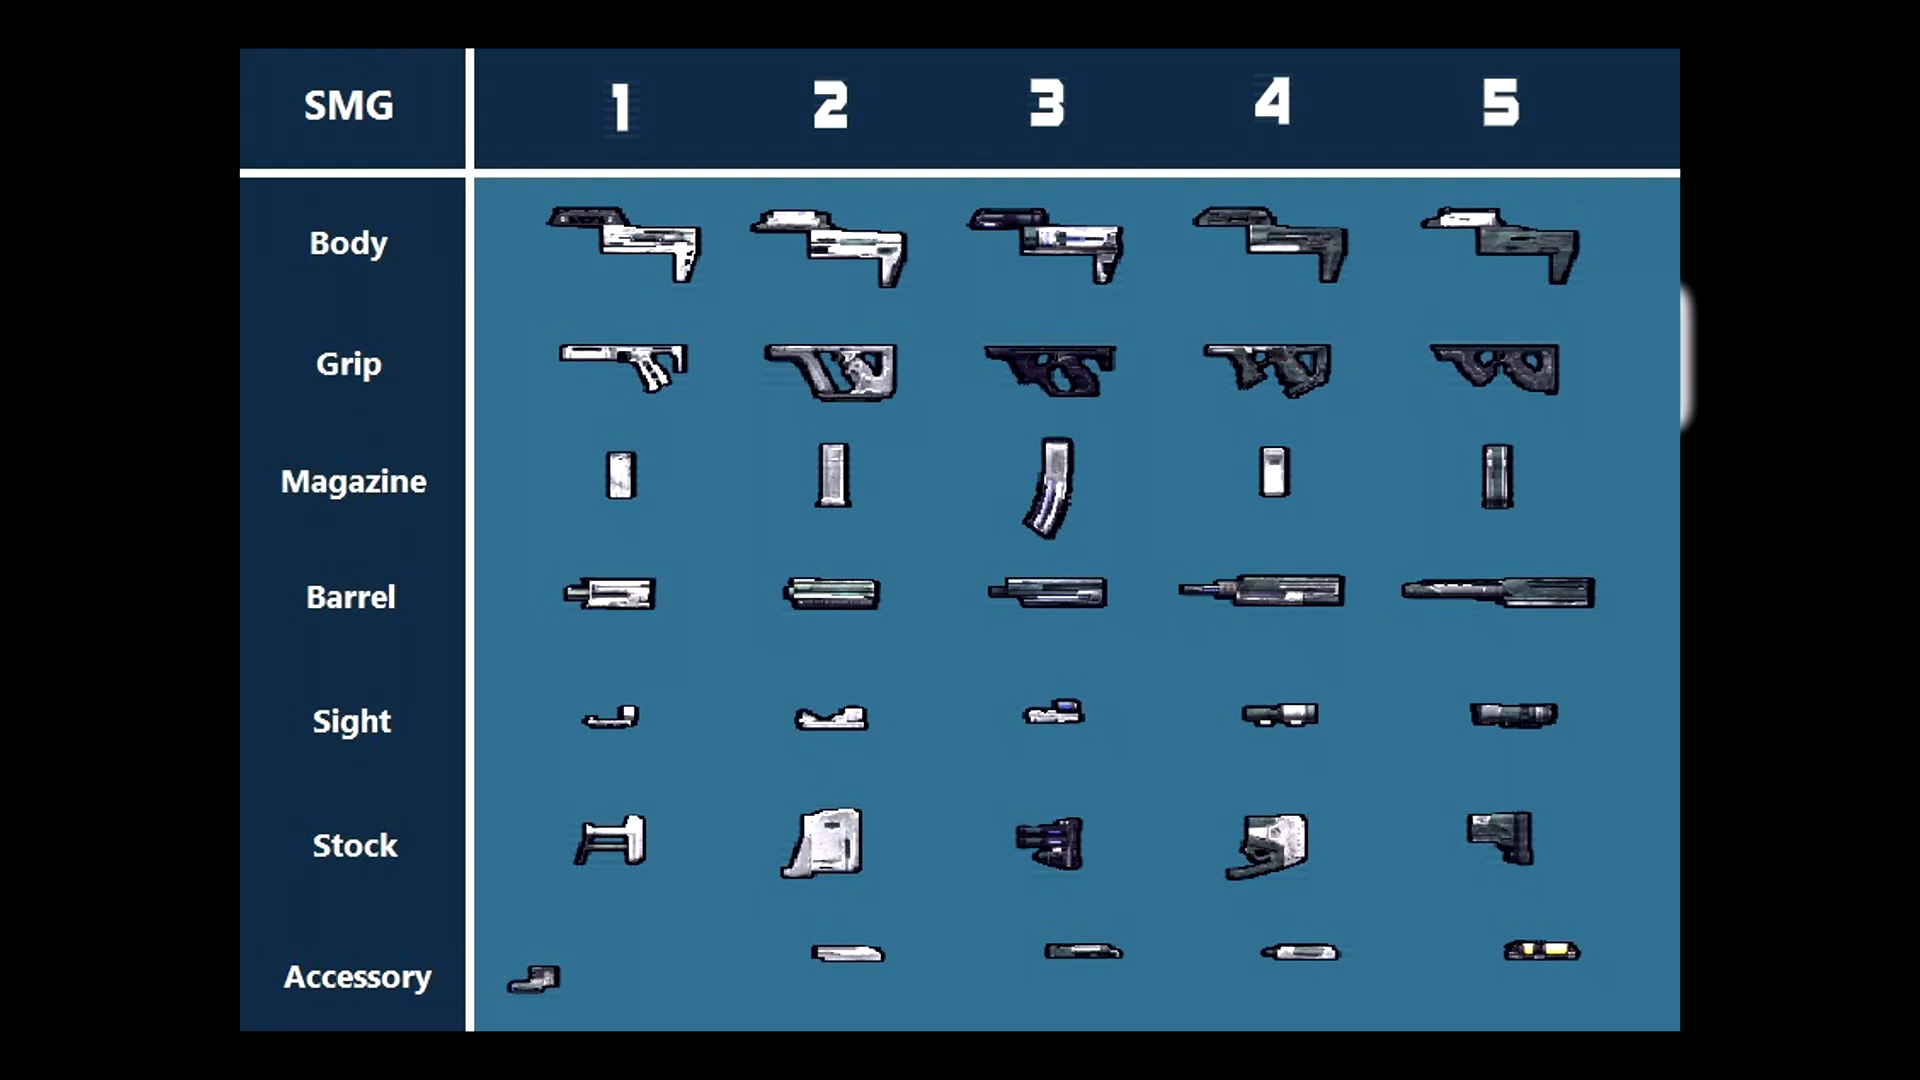 SMG 1 2 3 4 5
Body
Grip
Magazine
Barrel
Sight
Stock
Accessory